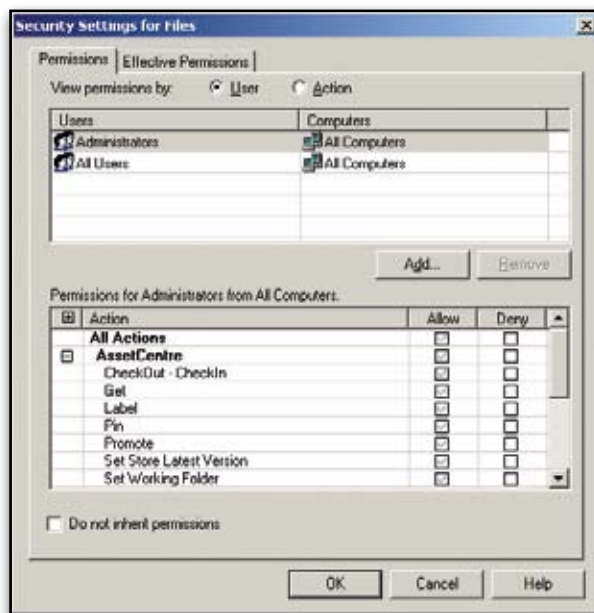 Security Settings for Files
Permissions Effective Permissions
View permissions by: User Action
Users Computers
Administrators All Computers
All Users All Computers
Add... Remove
Permissions for Administrators from All Computers.
Action Allow Deny
All Actions
AssetCentre
CheckOut - CheckIn
Get
Label
Pin
Promote
Set Store Latest Version
Set Working Folder
Do not inherit permissions
OK Cancel Help